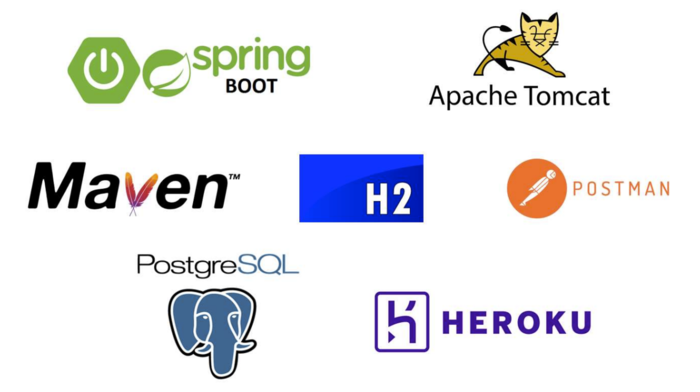 spring
BOOT
Apache Tomcat
Maven™
H2
POSTMAN
PostgreSQL
HEROKU